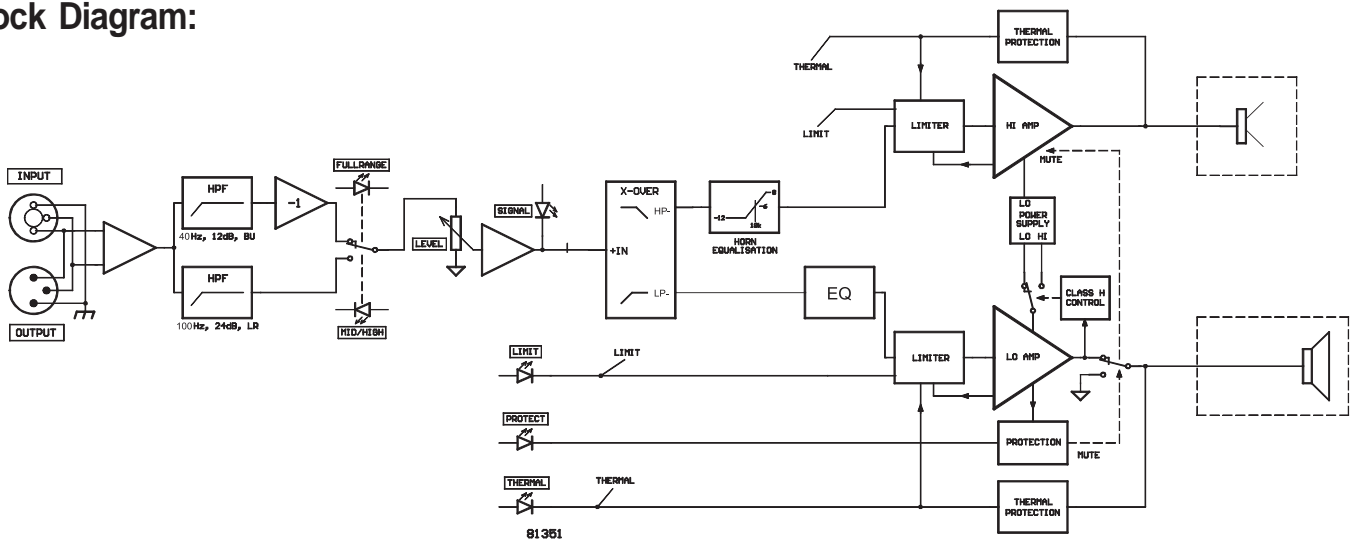 ock Diagram:
THERMAL
PROTECTION
THERMAL
LIMITER
HI AMP
LIMIT
MUTE
FULLRANGE
INPUT
HPF
-1
X-OVER
0
-6
-12
10k
HP-
SIGNAL
LO
POWER
SUPPLY
LO HI
40Hz, 12dB, BU
LEVEL
+IN
HORN
EQUALISATION
HPF
LP-
EQ
CLASS H
CONTROL
100Hz, 24dB, LR
OUTPUT
MID/HIGH
LIMIT
LIMIT
LIMITER
LO AMP
PROTECT
PROTECTION
MUTE
THERMAL
THERMAL
THERMAL
PROTECTION
81351